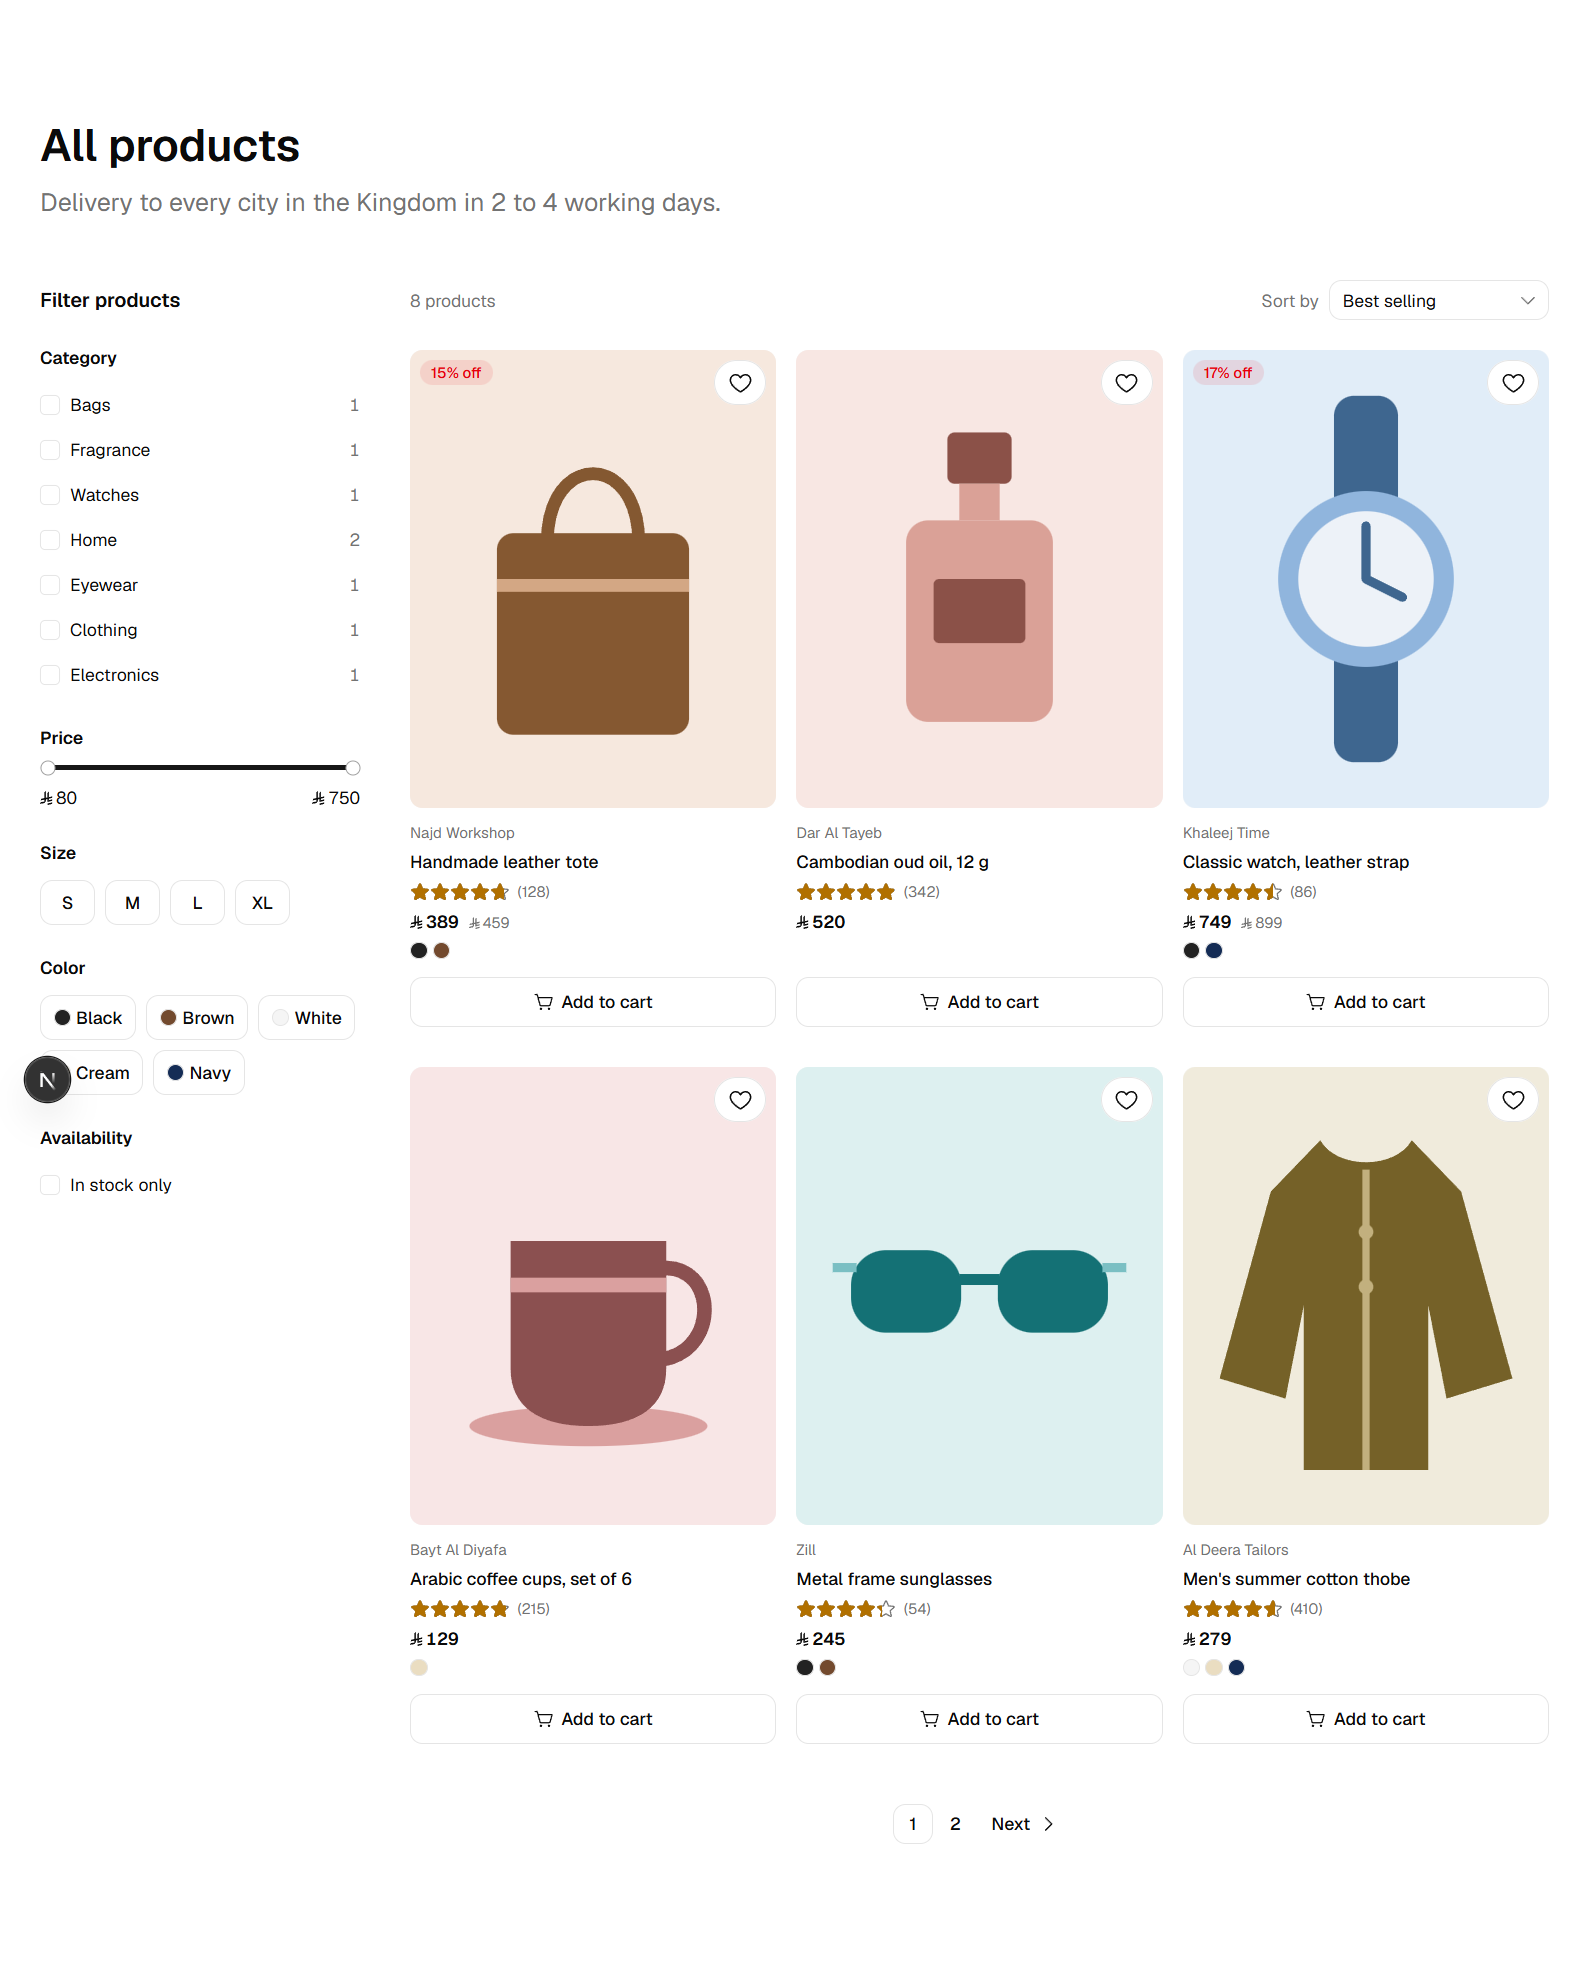 All products
Delivery to every city in the Kingdom in 2 to 4 working days.
Filter products
Category
Bags 1
Fragrance 1
Watches 1
Home 2
Eyewear 1
Clothing 1
Electronics 1
Price
⃁ 80 ⃁ 750
Size
S M L XL
Color
Black Brown White
Cream Navy
N
Availability
In stock only
8 products
Sort by Best selling
15% off
17% off
Najd Workshop
Handmade leather tote
(128)
⃁ 389 ⃁ 459
Add to cart
Dar Al Tayeb
Cambodian oud oil, 12 g
(342)
⃁ 520
Add to cart
Khaleej Time
Classic watch, leather strap
(86)
⃁ 749 ⃁ 899
Add to cart
Bayt Al Diyafa
Arabic coffee cups, set of 6
(215)
⃁ 129
Add to cart
Zill
Metal frame sunglasses
(54)
⃁ 245
Add to cart
Al Deera Tailors
Men's summer cotton thobe
(410)
⃁ 279
Add to cart
1 2 Next